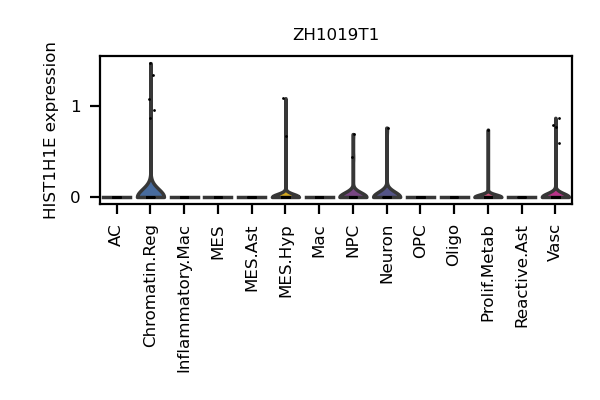 ZH1019T1
HIST1H1E expression
1
0
AC
Chromatin.Reg
Inflammatory.Mac
MES
MES.Ast
MES.Hyp
Mac
NPC
Neuron
OPC
Oligo
Prolif.Metab
Reactive.Ast
Vasc